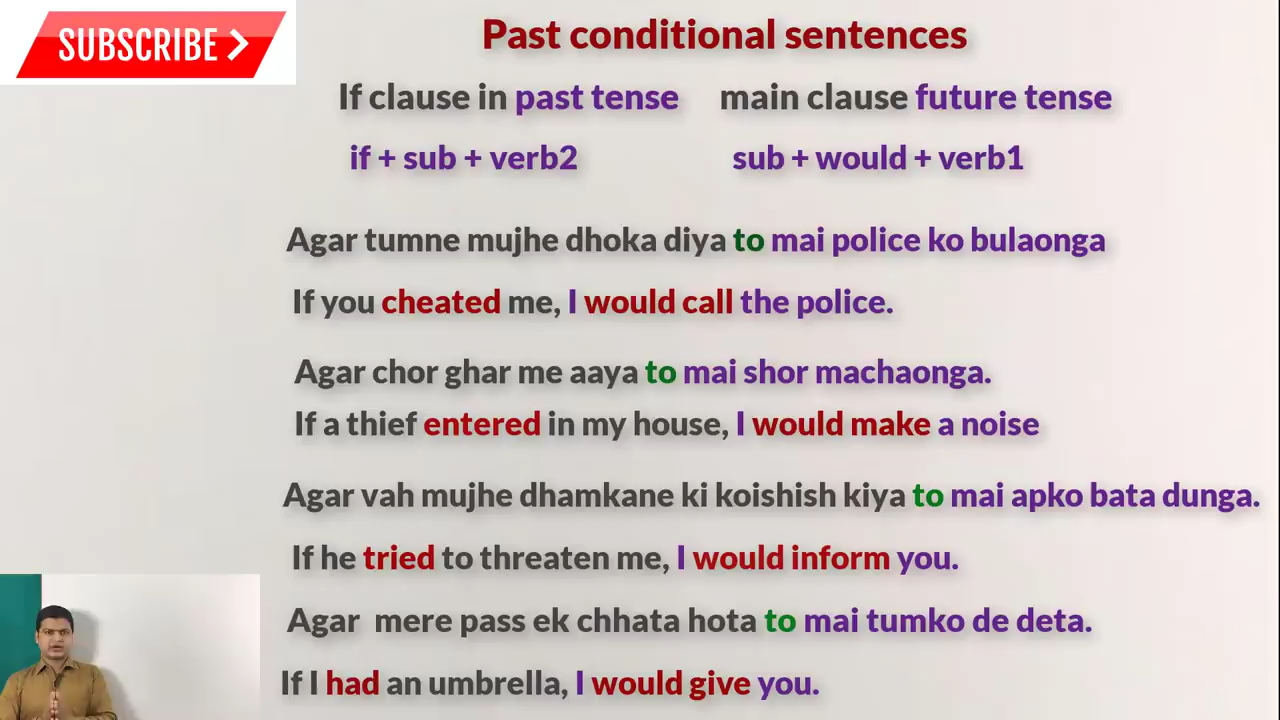 SUBSCRIBE
Past conditional sentences
If clause in past tense main clause future tense
if + sub + verb2 sub + would + verb1
Agar tumne mujhe dhoka diya to mai police ko bulaonga
If you cheated me, I would call the police.
Agar chor ghar me aaya to mai shor machaonga.
If a thief entered in my house, I would make a noise
Agar vah mujhe dhamkane ki koishish kiya to mai apko bata dunga.
If he tried to threaten me, I would inform you.
Agar mere pass ek chhata hota to mai tumko de deta.
If I had an umbrella, I would give you.